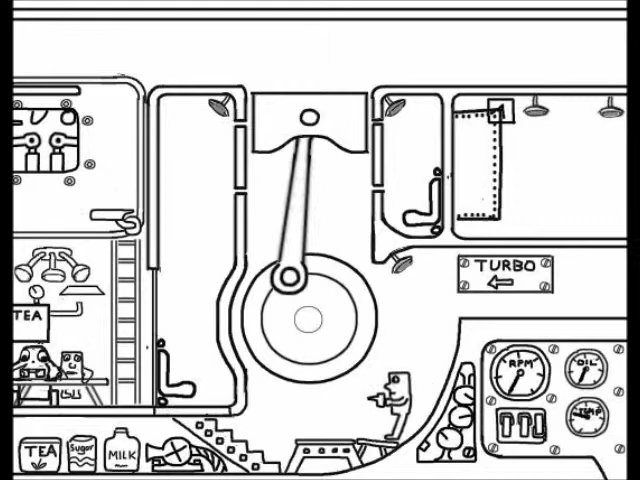 TURBO
TEA
RPM
OIL
TEMP
TEA
Sugar
MILK